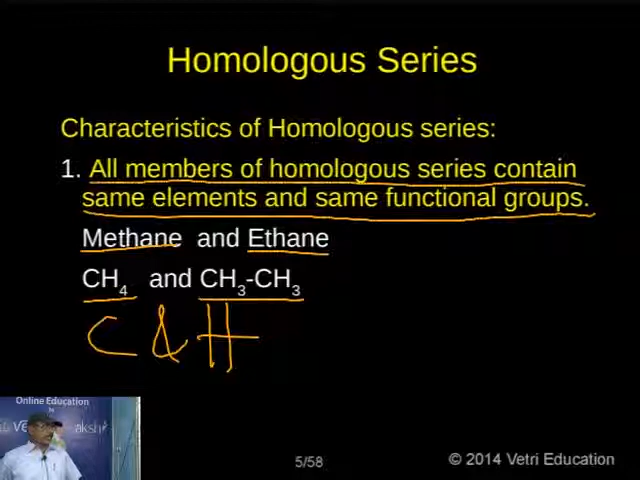 Homologous Series
Characteristics of Homologous series:
1. All members of homologous series contain
same elements and same functional groups.
Methane and Ethane
CH₄ and CH₃-CH₃
C & H
Online Education
5/58
© 2014 Vetri Education